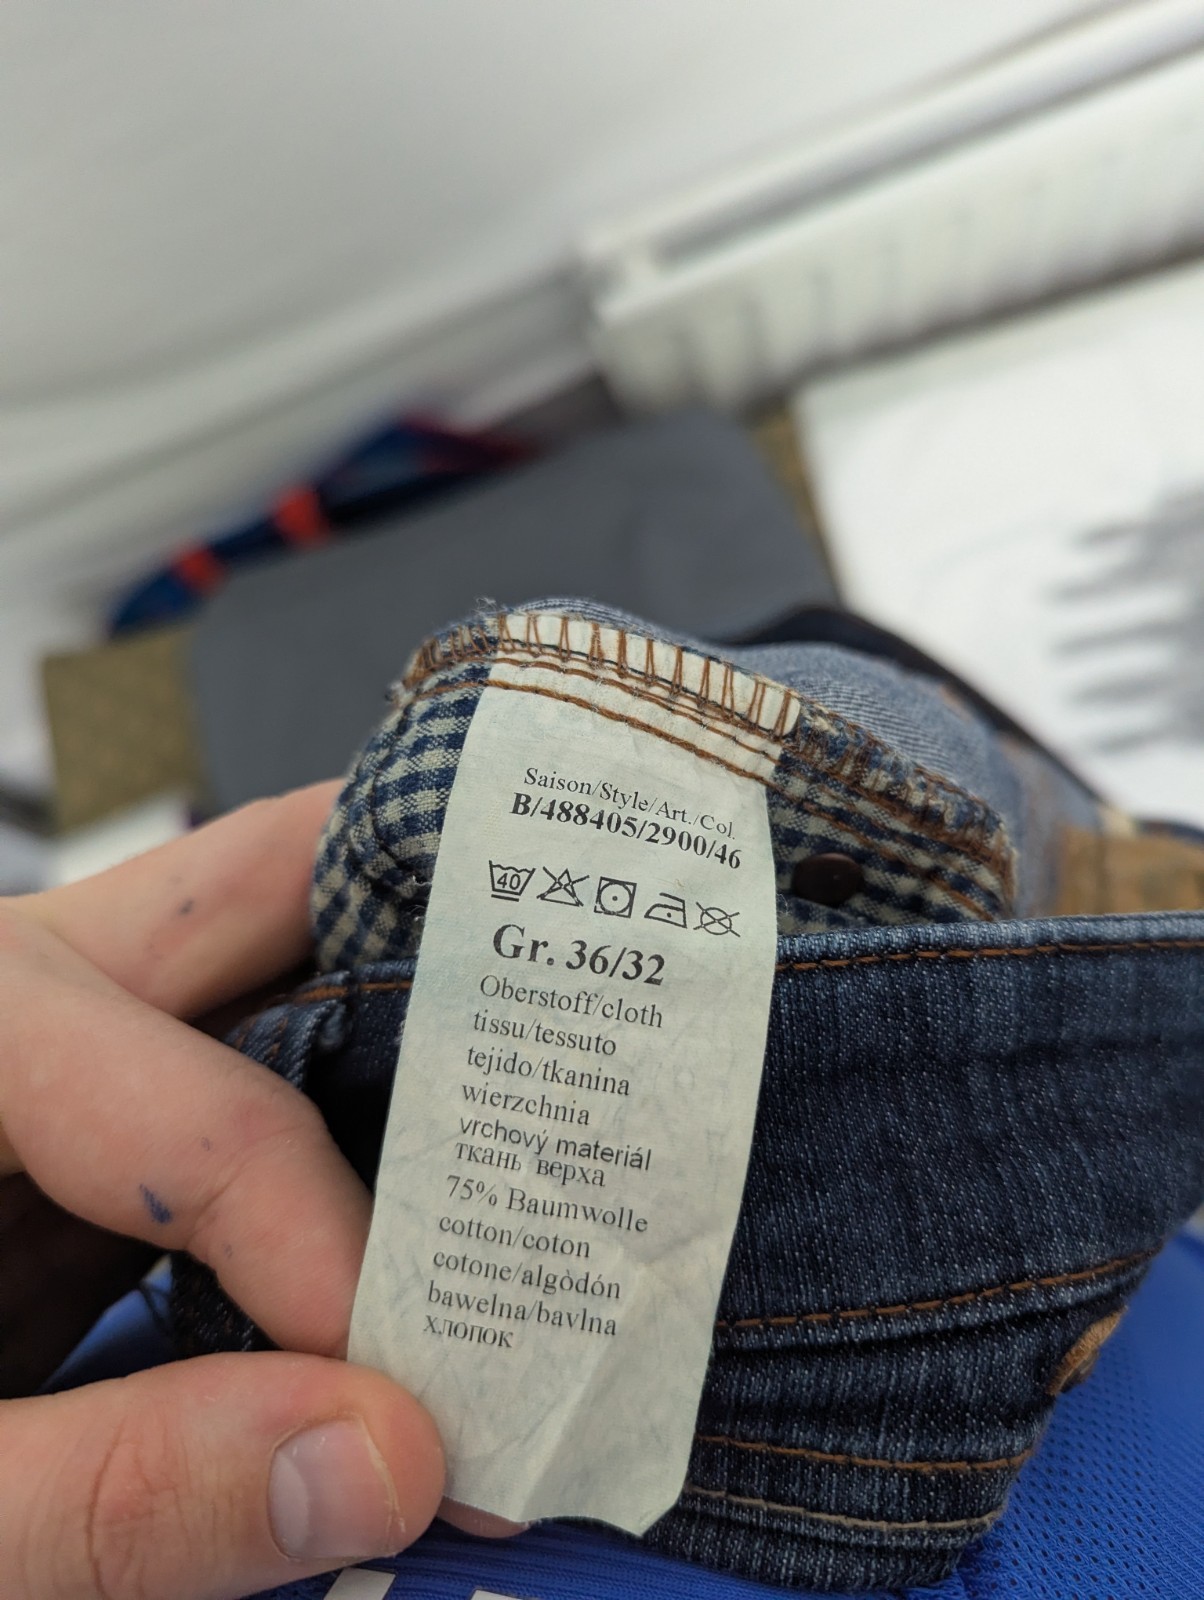 Saison/Style/Art./Col.
B/488405/2900/46
40
Gr. 36/32
Oberstoff/cloth
tissu/tessuto
tejido/tkanina
wierzchnia
vrchový materiál
ткань верха
75% Baumwolle
cotton/coton
cotone/algòdón
bawelna/bavlna
хлопок